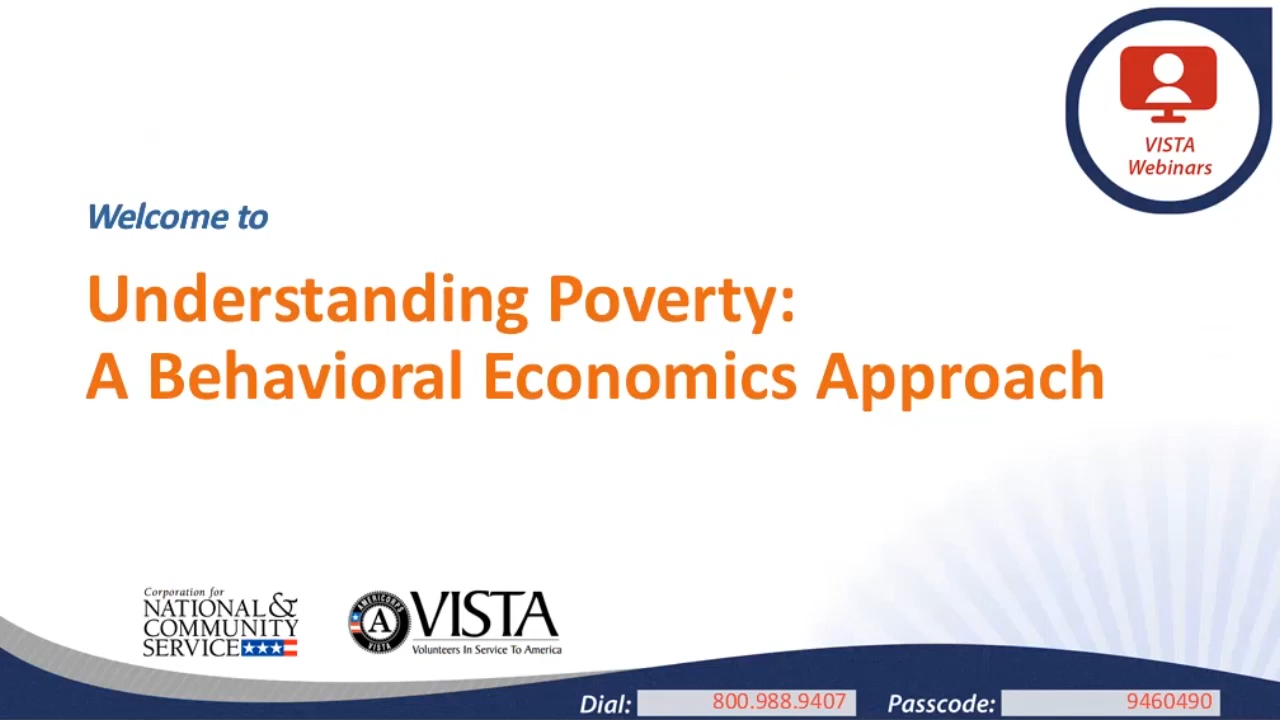 VISTA
Webinars
Welcome to
Understanding Poverty:
A Behavioral Economics Approach
Corporation for
NATIONAL &
COMMUNITY
SERVICE
AMERICORPS
A
VISTA
VISTA
Volunteers In Service To America
Dial: 800.988.9407 Passcode: 9460490